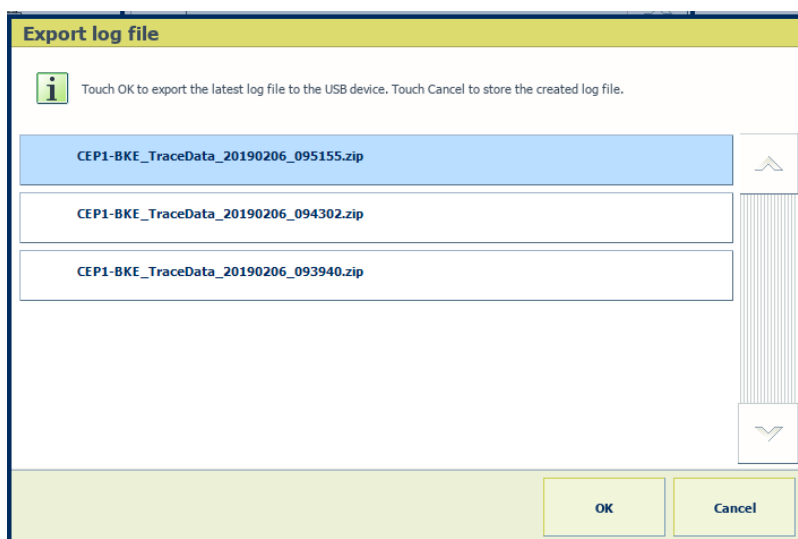 Export log file
Touch OK to export the latest log file to the USB device. Touch Cancel to store the created log file.
CEP1-BKE_TraceData_20190206_095155.zip
CEP1-BKE_TraceData_20190206_094302.zip
CEP1-BKE_TraceData_20190206_093940.zip
OK
Cancel